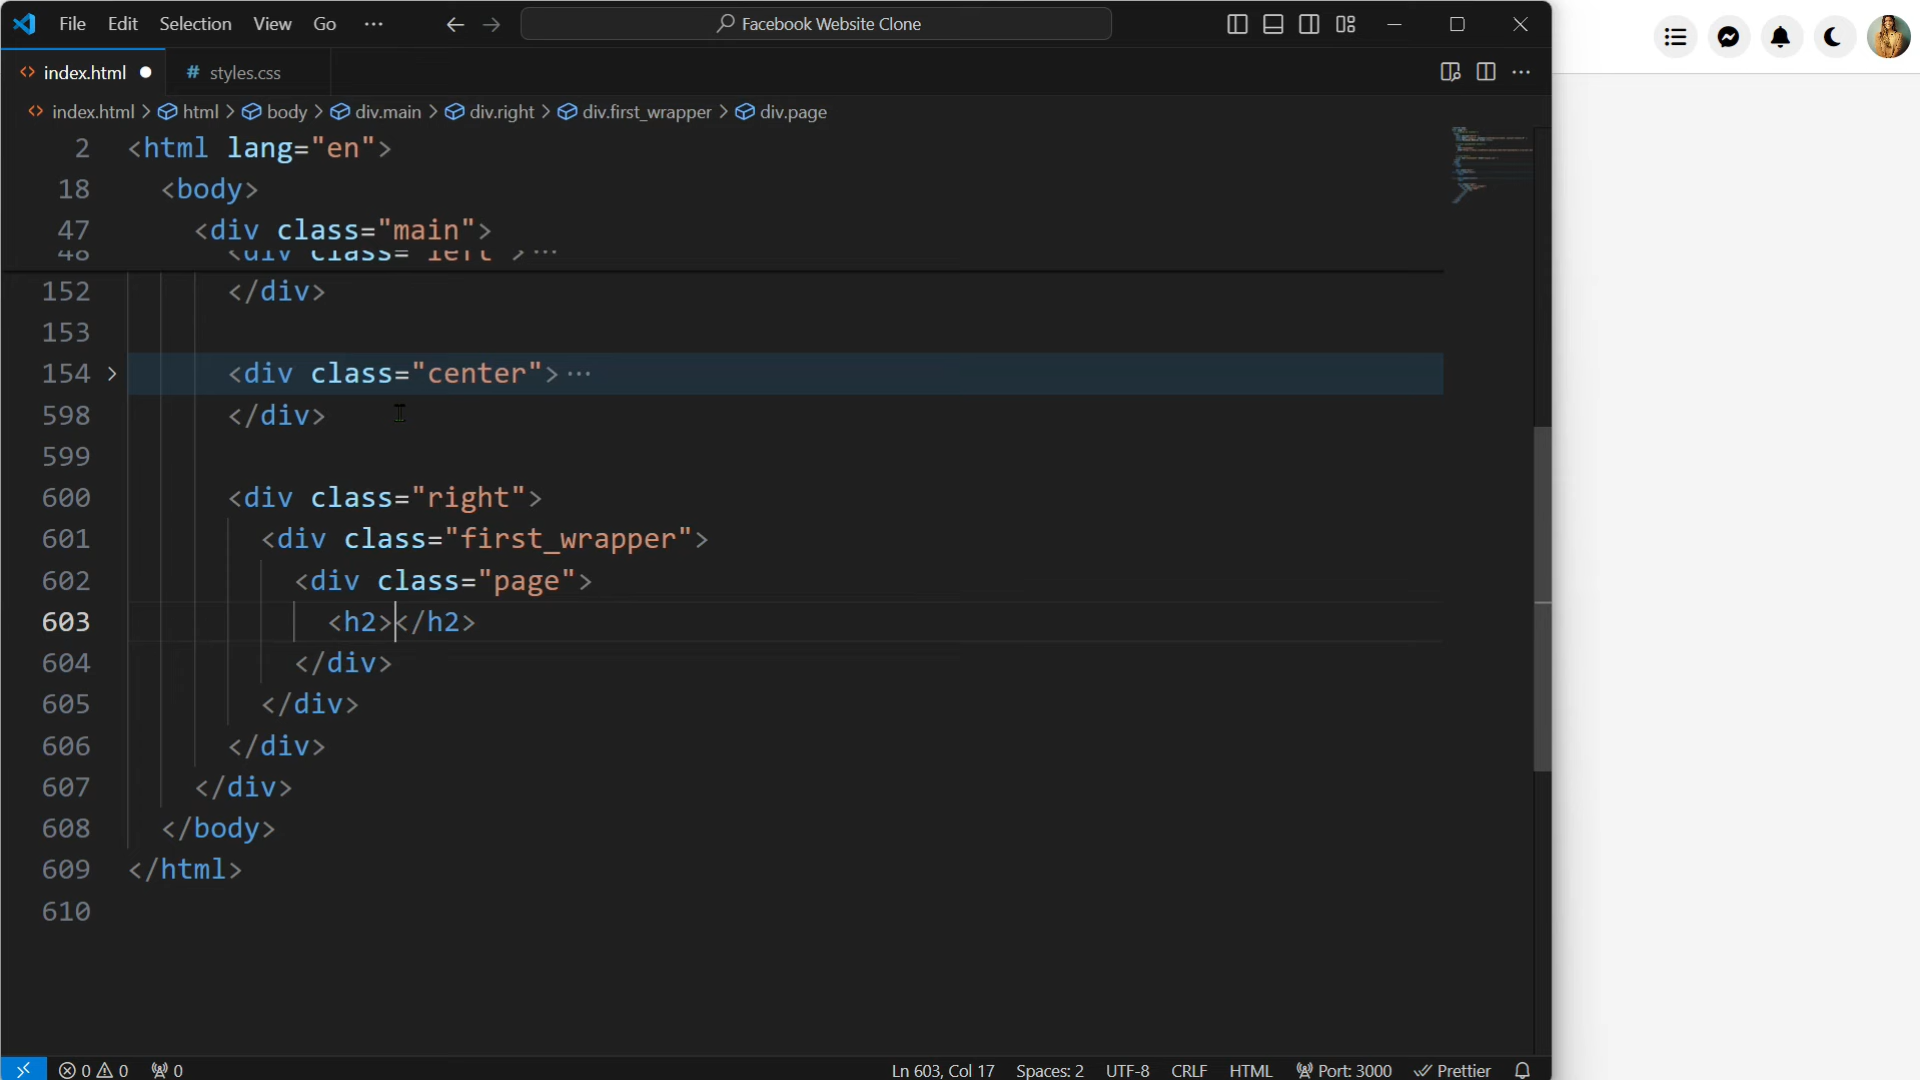 File Edit Selection View Go ··· Facebook Website Clone
index.html styles.css
index.html > html > body > div.main > div.right > div.first_wrapper > div.page
2 <html lang="en">
18 <body>
47 <div class="main">
48 <div class="left">···
152 </div>
153
154 <div class="center">···
598 </div>
599
600 <div class="right">
601 <div class="first_wrapper">
602 <div class="page">
603 <h2></h2>
604 </div>
605 </div>
606 </div>
607 </div>
608 </body>
609 </html>
610
0 0 0 Ln 603, Col 17 Spaces: 2 UTF-8 CRLF HTML Port: 3000 Prettier